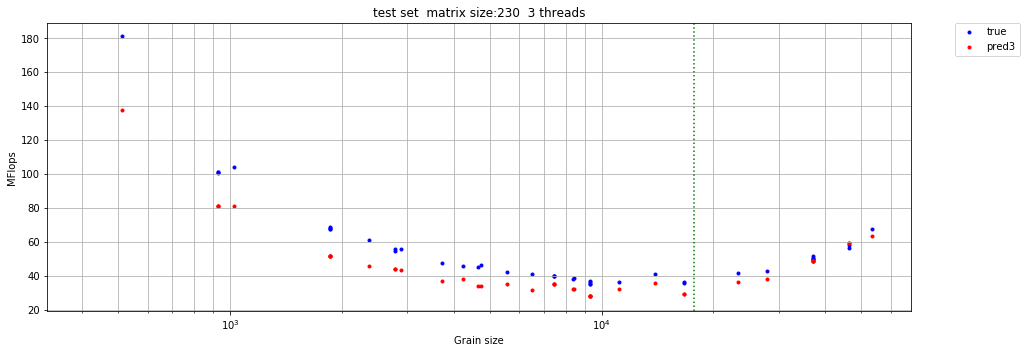 test set  matrix size:230  3 threads
true
pred3
MFlops
180
160
140
120
100
80
60
40
20
10³
10⁴
Grain size